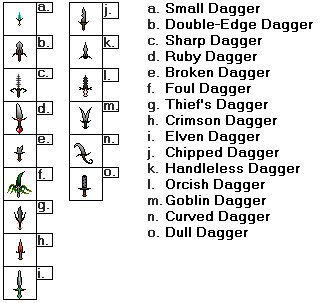 a.
b.
c.
d.
e.
f.
g.
h.
i.
j.
k.
l.
m.
n.
o.
a. Small Dagger
b. Double-Edge Dagger
c. Sharp Dagger
d. Ruby Dagger
e. Broken Dagger
f. Foul Dagger
g. Thief's Dagger
h. Crimson Dagger
i. Elven Dagger
j. Chipped Dagger
k. Handleless Dagger
l. Orcish Dagger
m. Goblin Dagger
n. Curved Dagger
o. Dull Dagger